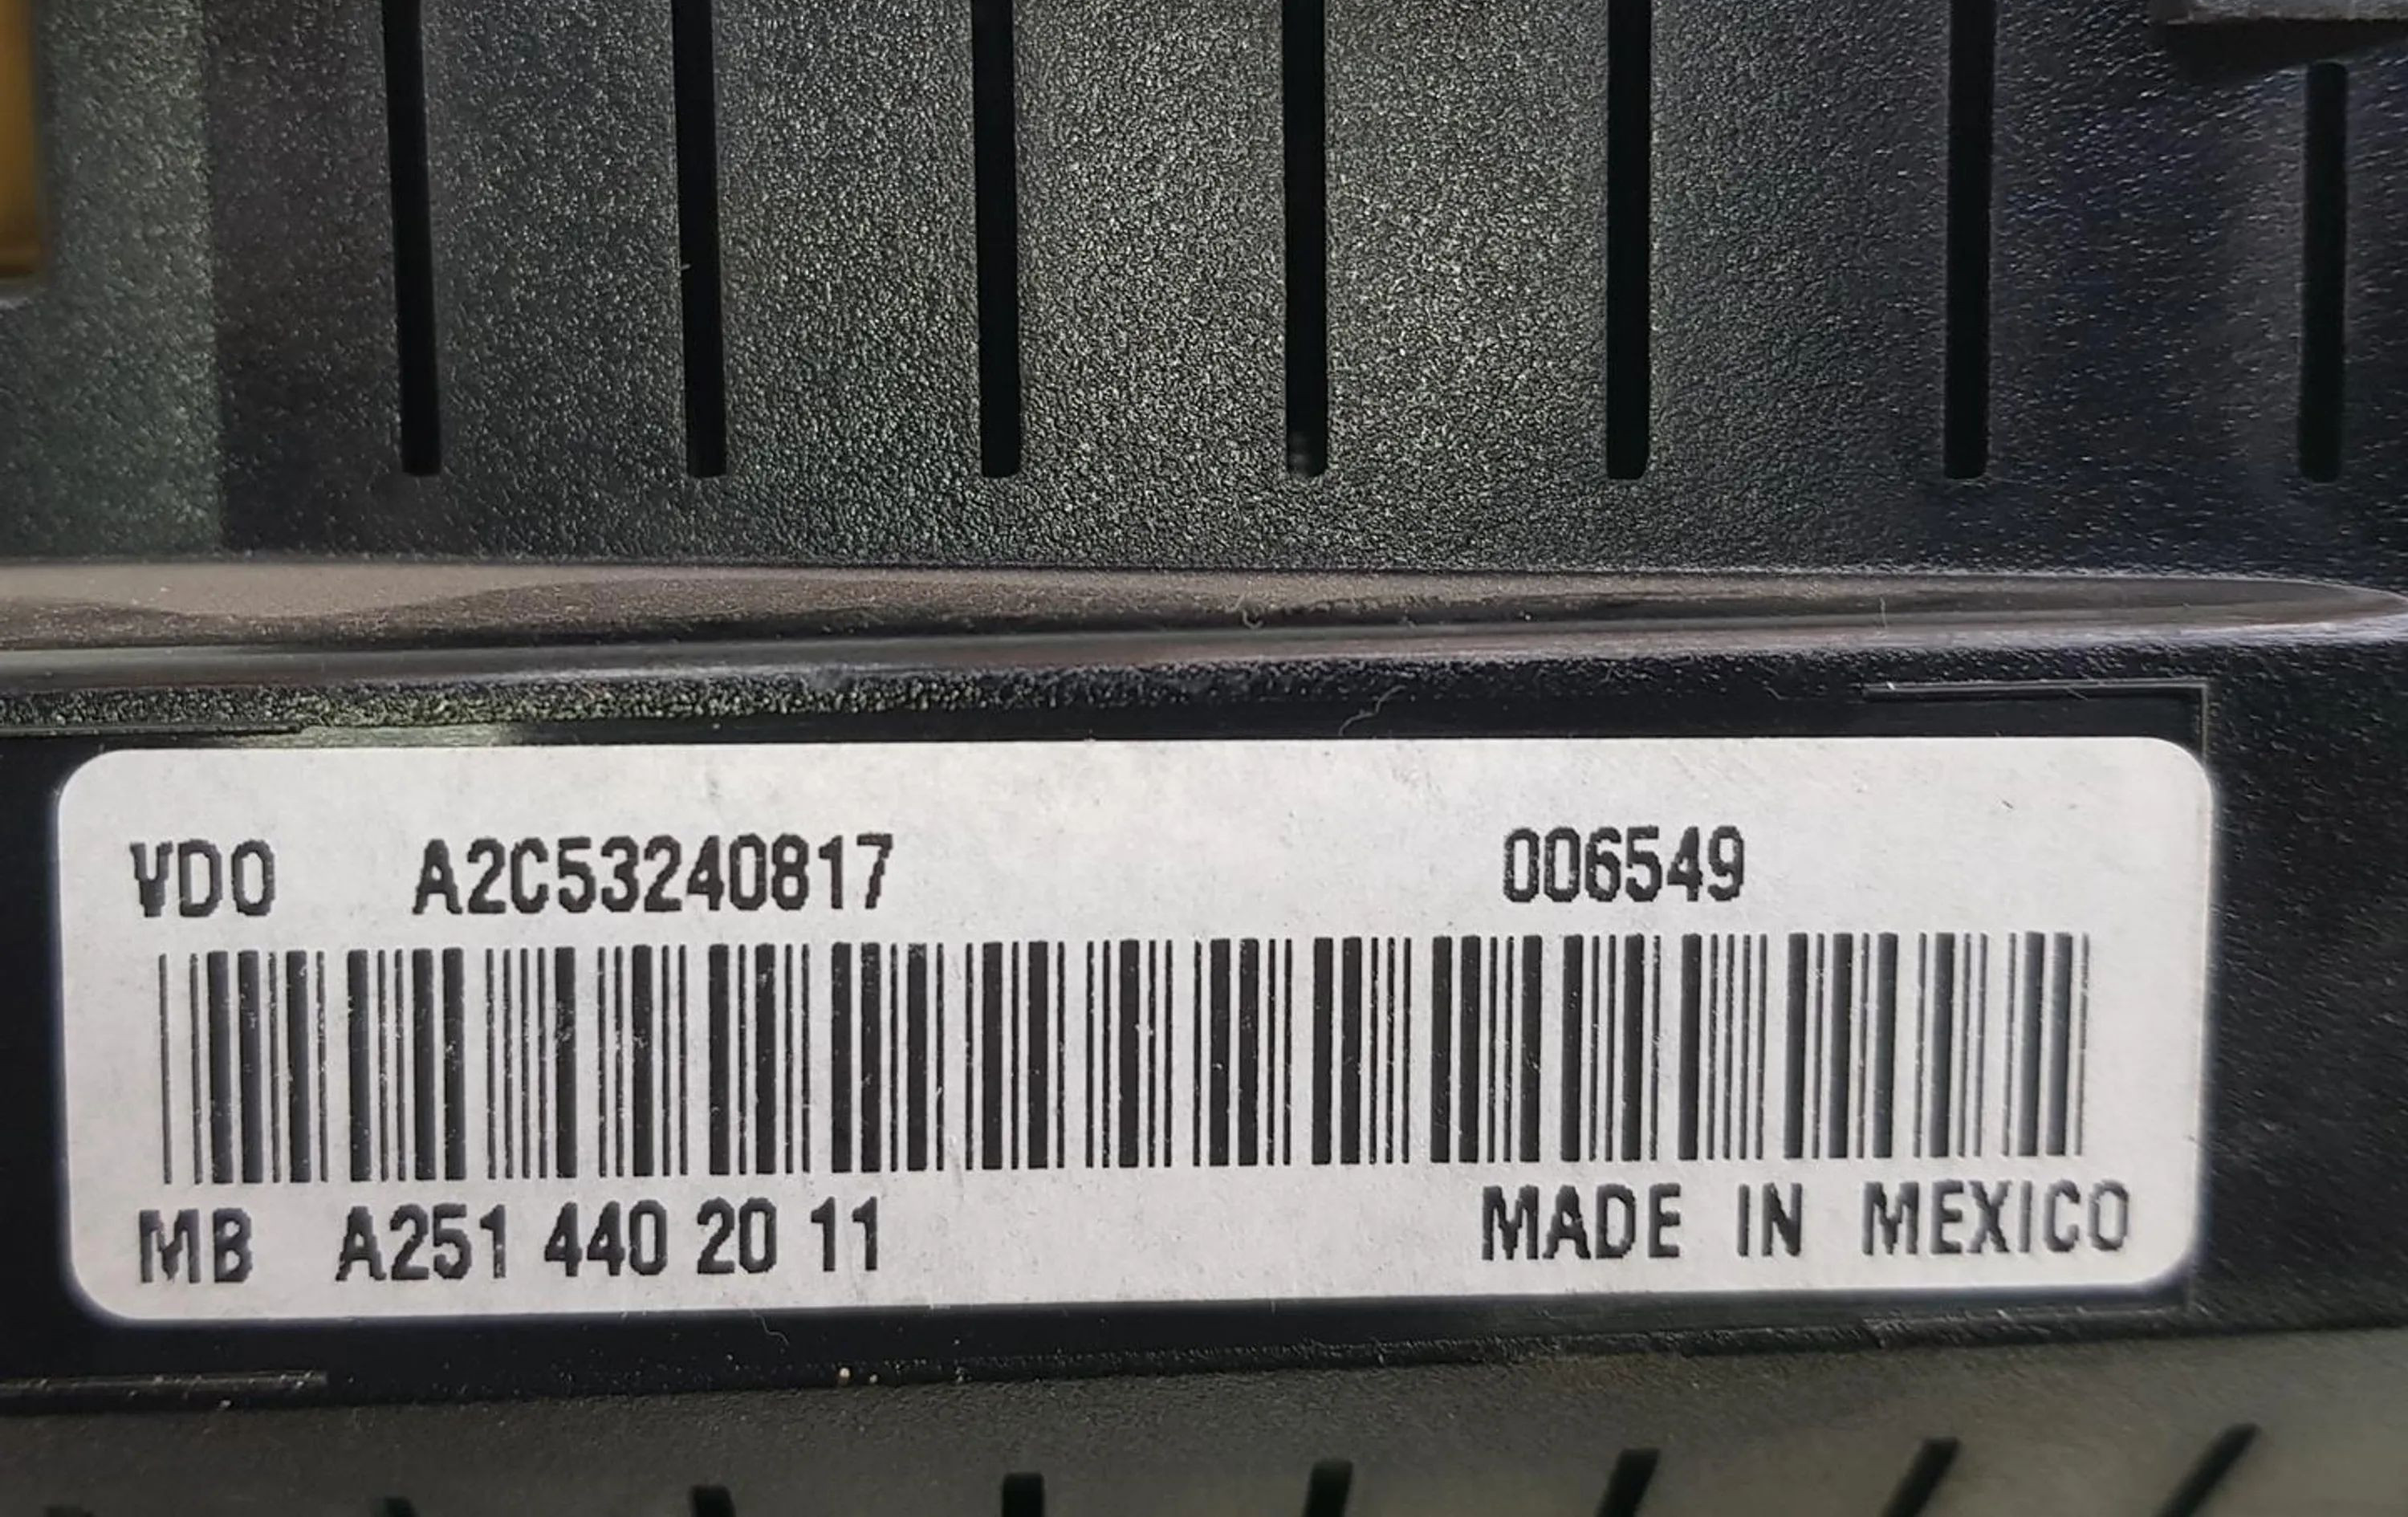 VDO A2C53240817 006549
MB A251 440 20 11 MADE IN MEXICO